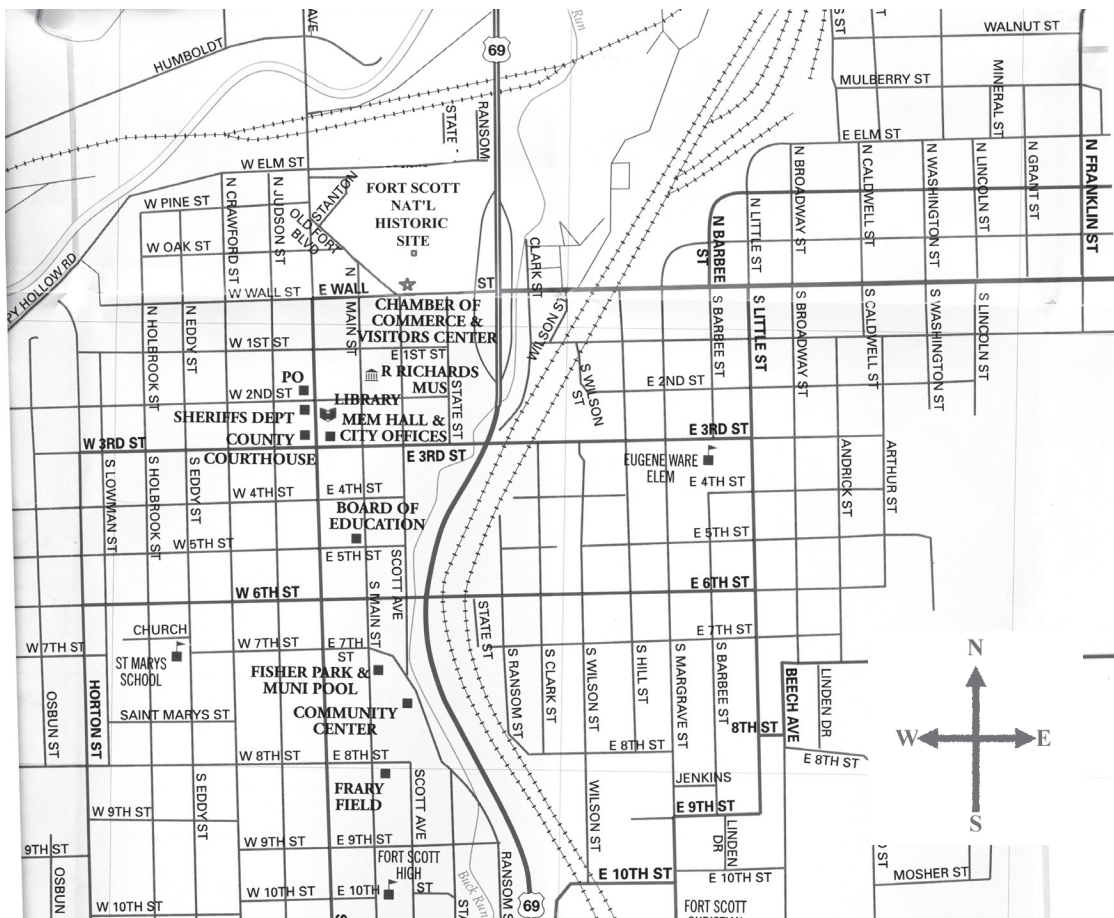 AVE
Run
WALNUT ST
69
HUMBOLDT
MULBERRY ST
MINERAL ST
STATE
RANSOM
E ELM ST
W ELM ST
N FRANKLIN ST
N BROADWAY ST
N CALDWELL ST
N WASHINGTON ST
N LINCOLN ST
N GRANT ST
N CRAWFORD ST
N JUDSON ST
STANTON
FORT SCOTT
NAT'L
HISTORIC
SITE
W PINE ST
OLD FORT
BLVD
N LITTLE ST
N BARBEE
ST
W OAK ST
CLARK ST
HOLLOW RD
W WALL ST
E WALL
ST
N MAIN ST
CHAMBER OF
COMMERCE &
VISITORS CENTER
WILSON ST
S BARBEE ST
S LITTLE ST
S BROADWAY ST
S CALDWELL ST
S WASHINGTON ST
S LINCOLN ST
N HOLBROOK ST
N EDDY ST
W 1ST ST
E 1ST ST
R RICHARDS
MUS
PO
W 2ND ST
E 2ND ST
S WILSON
ST
STATE ST
LIBRARY
SHERIFFS DEPT
MEM HALL &
CITY OFFICES
COUNTY
COURTHOUSE
W 3RD ST
E 3RD ST
E 3RD ST
EUGENE WARE
ELEM
ANDRICK ST
ARTHUR ST
S LOWMAN ST
S HOLBROOK ST
S EDDY ST
W 4TH ST
E 4TH ST
E 4TH ST
BOARD OF
EDUCATION
W 5TH ST
E 5TH ST
E 5TH ST
SCOTT AVE
S MAIN ST
W 6TH ST
E 6TH ST
STATE ST
CHURCH
W 7TH ST
W 7TH ST
E 7TH
ST
E 7TH ST
ST MARYS
SCHOOL
FISHER PARK &
MUNI POOL
S RANSOM ST
S CLARK ST
S WILSON ST
S HILL ST
S MARGRAVE ST
S BARBEE ST
BEECH AVE
LINDEN DR
N
W
E
S
OSBUN ST
HORTON ST
SAINT MARYS ST
COMMUNITY
CENTER
8TH ST
W 8TH ST
E 8TH ST
E 8TH ST
E 8TH ST
S EDDY ST
FRARY
FIELD
SCOTT AVE
WILSON ST
JENKINS
W 9TH ST
E 9TH ST
LINDEN
DR
9TH ST
W 9TH ST
E 9TH ST
FORT SCOTT
HIGH
OSBUN
Buck Run
RANSOM S
W 10TH ST
E 10TH
ST
E 10TH ST
E 10TH ST
MOSHER ST
W 10TH ST
69
FORT SCOTT